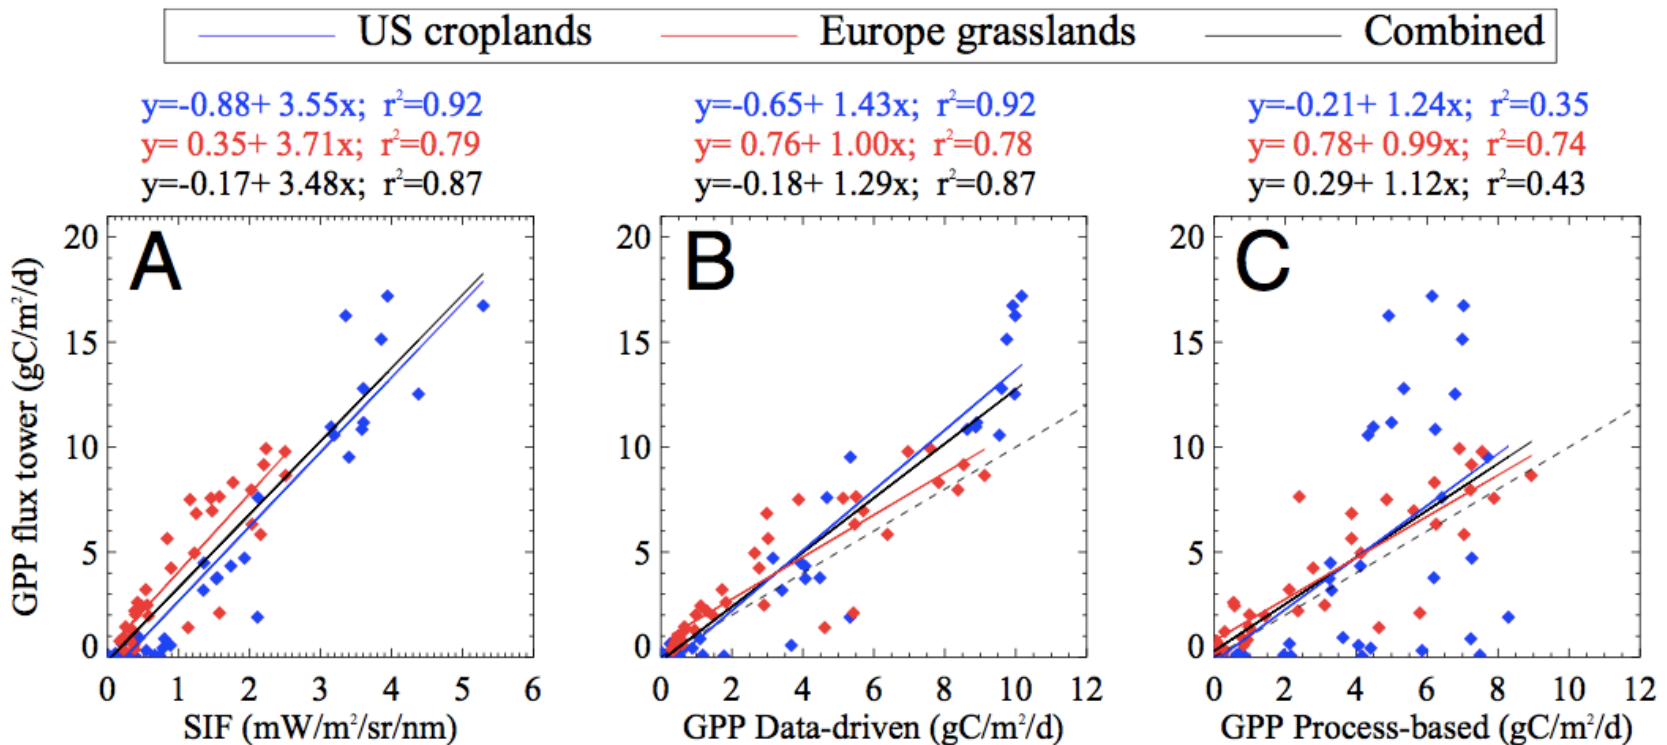 US croplands Europe grasslands Combined
y=-0.88+ 3.55x; r²=0.92
y= 0.35+ 3.71x; r²=0.79
y=-0.17+ 3.48x; r²=0.87
y=-0.65+ 1.43x; r²=0.92
y= 0.76+ 1.00x; r²=0.78
y=-0.18+ 1.29x; r²=0.87
y=-0.21+ 1.24x; r²=0.35
y= 0.78+ 0.99x; r²=0.74
y= 0.29+ 1.12x; r²=0.43
GPP flux tower (gC/m²/d)
A
20
15
10
5
0
0 1 2 3 4 5 6
SIF (mW/m²/sr/nm)
B
20
15
10
5
0
0 2 4 6 8 10 12
GPP Data-driven (gC/m²/d)
C
20
15
10
5
0
0 2 4 6 8 10 12
GPP Process-based (gC/m²/d)